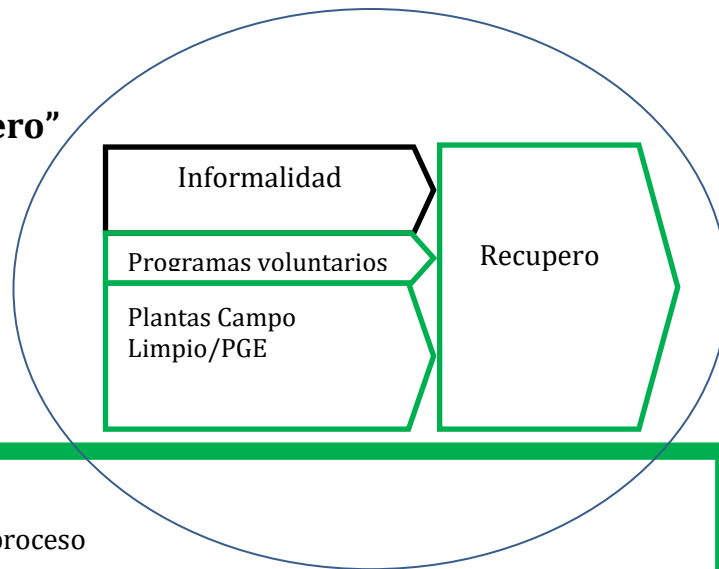 ero”
Informalidad
Programas voluntarios
Recupero
Plantas Campo
Limpio/PGE
proceso